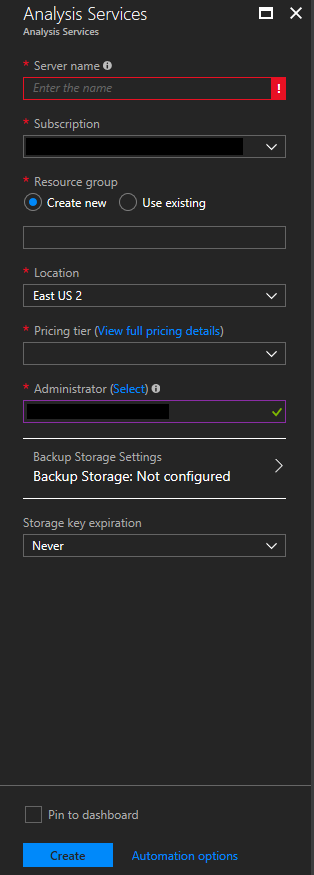 Analysis Services
Analysis Services
* Server name
Enter the name
!
* Subscription
* Resource group
Create new Use existing
* Location
East US 2
* Pricing tier (View full pricing details)
* Administrator (Select)
Backup Storage Settings
Backup Storage: Not configured
Storage key expiration
Never
Pin to dashboard
Create Automation options